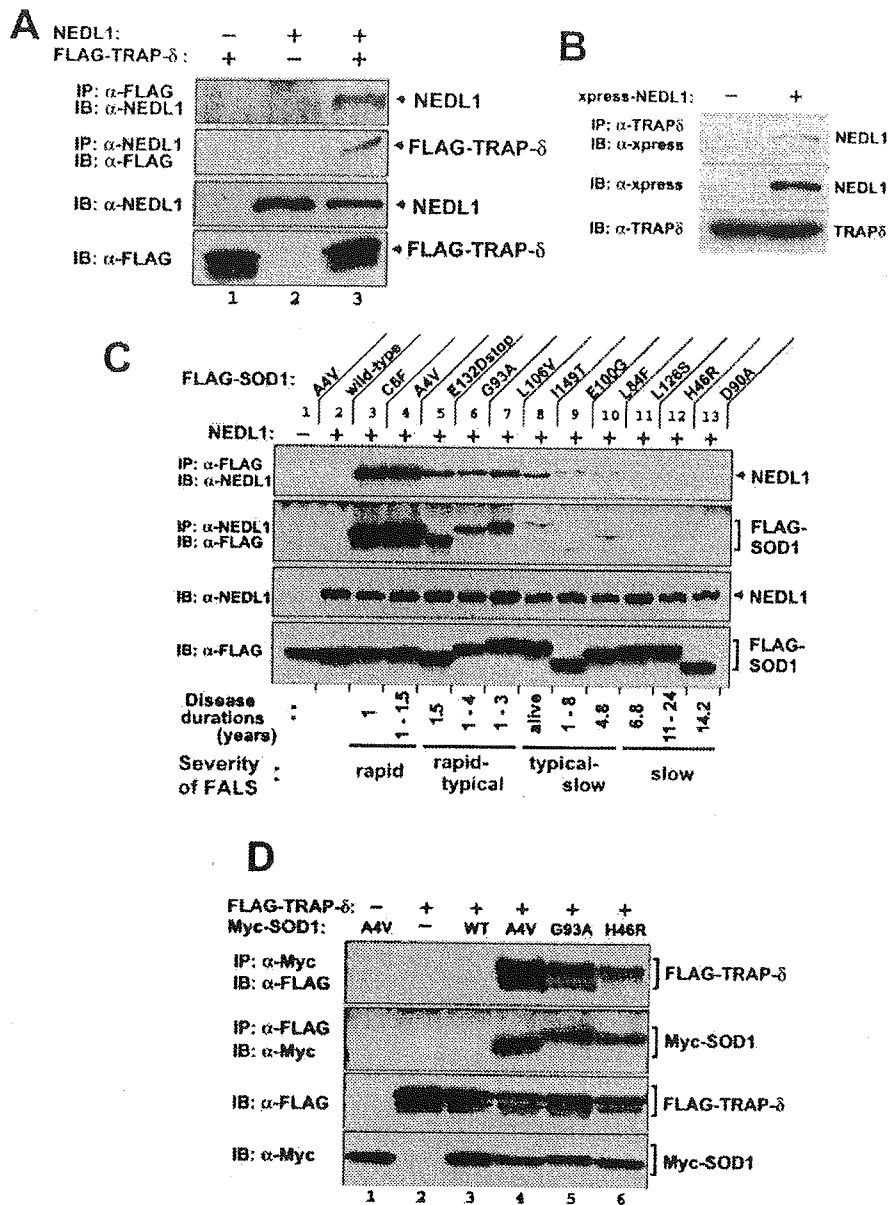 A
NEDL1: − + +
FLAG-TRAP-δ : + − +
IP: α-FLAG
IB: α-NEDL1
NEDL1
IP: α-NEDL1
IB: α-FLAG
FLAG-TRAP-δ
IB: α-NEDL1
NEDL1
IB: α-FLAG
FLAG-TRAP-δ
1 2 3
B
xpress-NEDL1: − +
IP: α-TRAPδ
IB: α-xpress
NEDL1
IB: α-xpress
NEDL1
IB: α-TRAPδ
TRAPδ
C
FLAG-SOD1: A4V wild-type C6F A4V E132Dstop G93A L106V I149T E100G L84F L126S H46R D90A
1 2 3 4 5 6 7 8 9 10 11 12 13
NEDL1: − + + + + + + + + + + + +
IP: α-FLAG
IB: α-NEDL1
NEDL1
IP: α-NEDL1
IB: α-FLAG
FLAG-
SOD1
IB: α-NEDL1
NEDL1
IB: α-FLAG
FLAG-
SOD1
Disease
durations :
(years)
1 1 - 1.5 1.5 1 - 4 1 - 3 alive 1 - 8 4.8 6.8 11 - 24 14.2
Severity
of FALS :
rapid
rapid-
typical
typical-
slow
slow
D
FLAG-TRAP-δ: − + + + + +
Myc-SOD1: A4V − WT A4V G93A H46R
IP: α-Myc
IB: α-FLAG
FLAG-TRAP-δ
IP: α-FLAG
IB: α-Myc
Myc-SOD1
IB: α-FLAG
FLAG-TRAP-δ
IB: α-Myc
Myc-SOD1
1 2 3 4 5 6